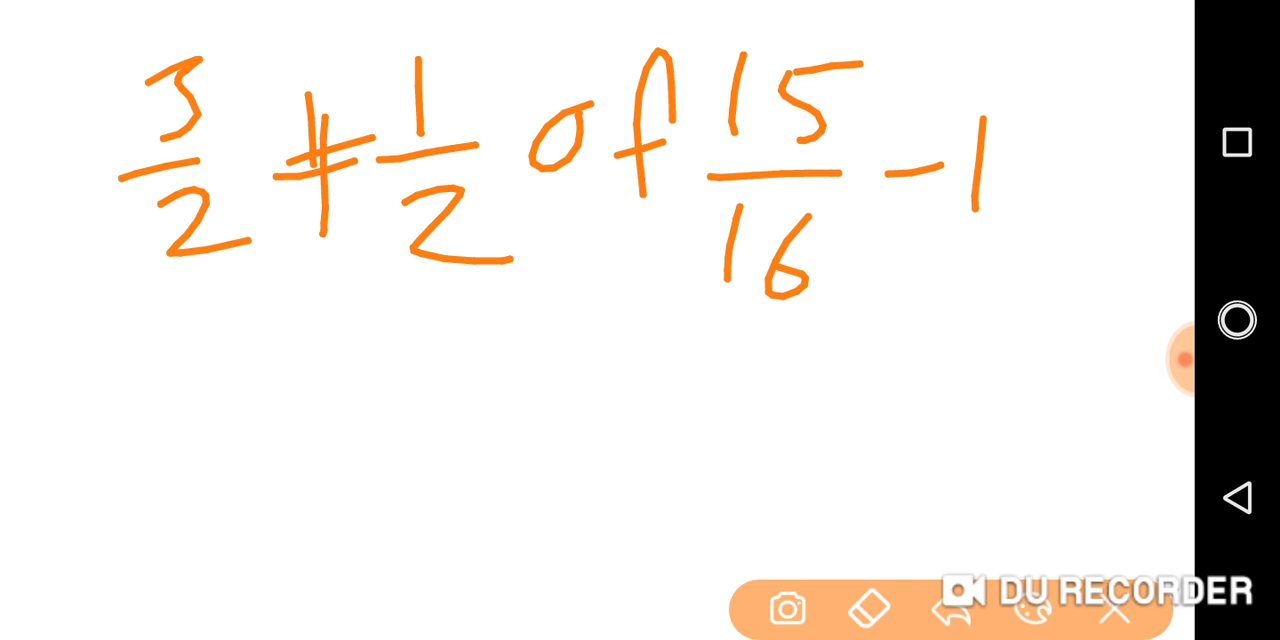 3/2 + 1/2 of 15/16 - 1
DU RECORDER